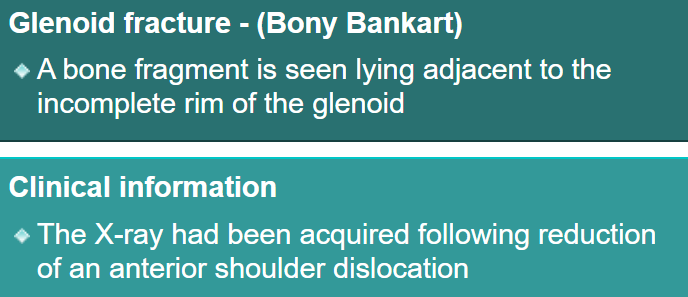 Glenoid fracture - (Bony Bankart)
A bone fragment is seen lying adjacent to the
incomplete rim of the glenoid
Clinical information
The X-ray had been acquired following reduction
of an anterior shoulder dislocation